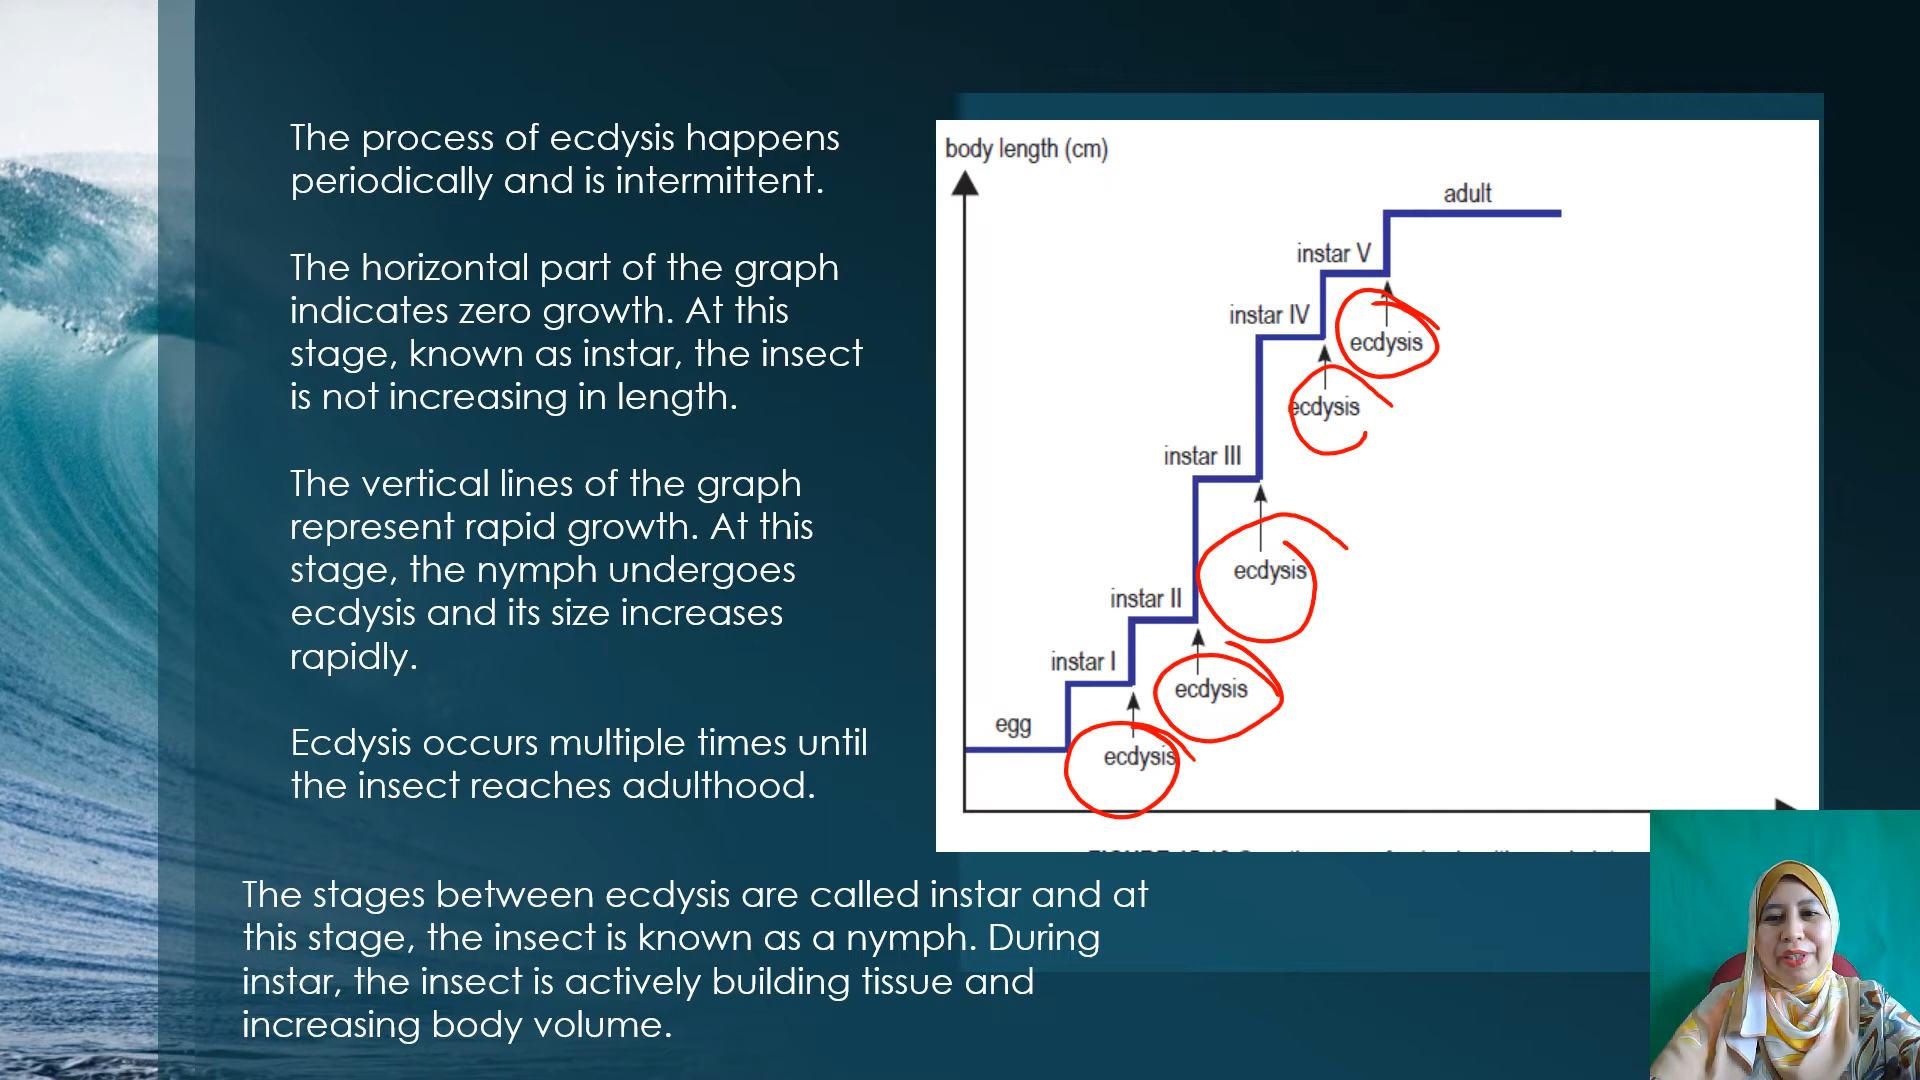 The process of ecdysis happens
periodically and is intermittent.
The horizontal part of the graph
indicates zero growth. At this
stage, known as instar, the insect
is not increasing in length.
The vertical lines of the graph
represent rapid growth. At this
stage, the nymph undergoes
ecdysis and its size increases
rapidly.
Ecdysis occurs multiple times until
the insect reaches adulthood.
The stages between ecdysis are called instar and at
this stage, the insect is known as a nymph. During
instar, the insect is actively building tissue and
increasing body volume.
body length (cm)
adult
instar V
instar IV
ecdysis
ecdysis
instar III
ecdysis
instar II
instar I
ecdysis
egg
ecdysis